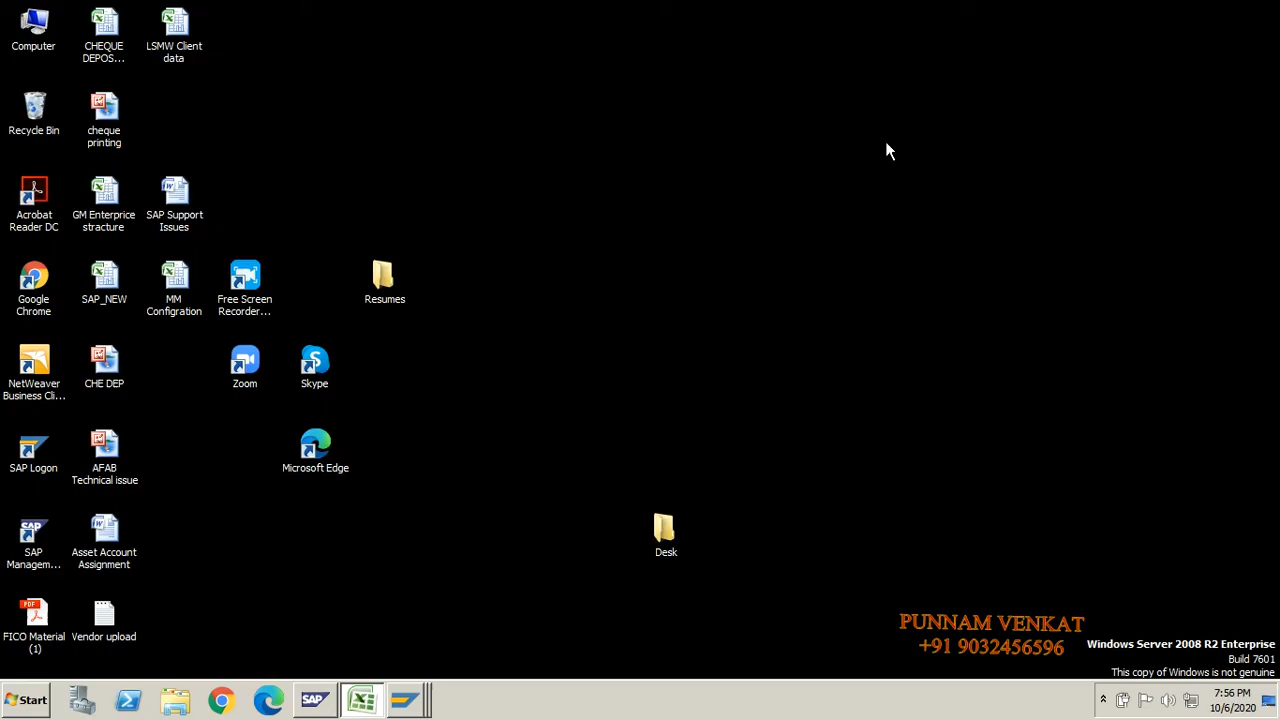 Computer
CHEQUE
DEPOS...
LSMW Client
data
Recycle Bin
cheque
printing
Acrobat
Reader DC
GM Enterprice
stracture
SAP Support
Issues
Google
Chrome
SAP_NEW
MM
Configration
Free Screen
Recorder...
Resumes
NetWeaver
Business Cli...
CHE DEP
Zoom
Skype
SAP Logon
AFAB
Technical issue
Microsoft Edge
SAP
Managem...
Asset Account
Assignment
Desk
PDF
FICO Material
(1)
Vendor upload
PUNNAM VENKAT
+91 9032456596
Windows Server 2008 R2 Enterprise
Build 7601
This copy of Windows is not genuine
Start
SAP
7:56 PM
10/6/2020